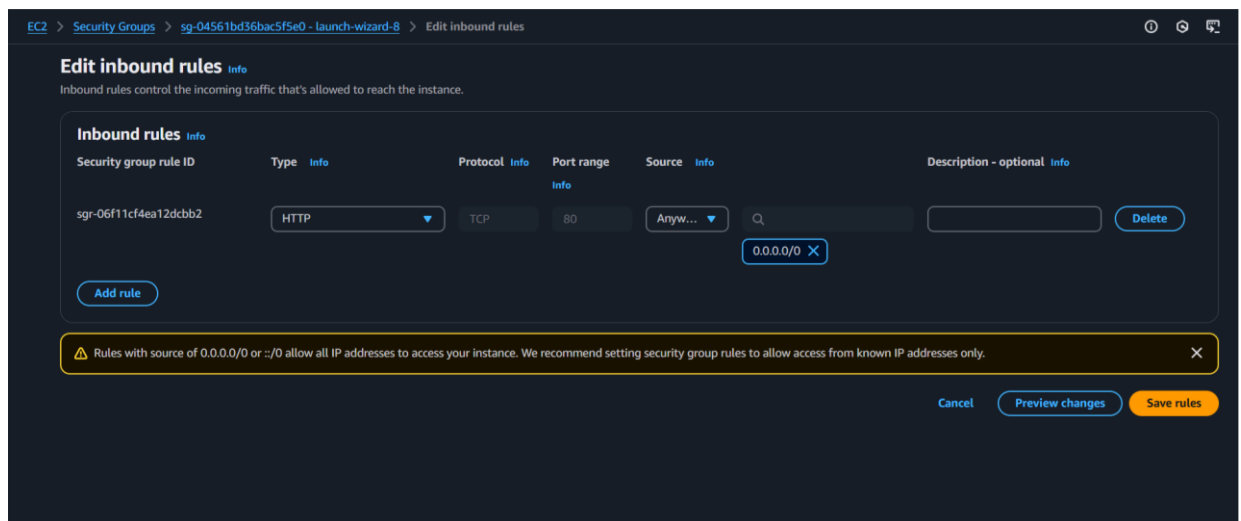 EC2 > Security Groups > sg-04561bd36bac5f5e0 - launch-wizard-8 > Edit inbound rules
Edit inbound rules Info
Inbound rules control the incoming traffic that's allowed to reach the instance.
Inbound rules Info
Security group rule ID Type Info Protocol Info Port range Source Info Description - optional Info
Info
sgr-06f11cf4ea12dcbb2 HTTP TCP 80 Anyw... Delete
0.0.0.0/0
Add rule
Rules with source of 0.0.0.0/0 or ::/0 allow all IP addresses to access your instance. We recommend setting security group rules to allow access from known IP addresses only.
Cancel Preview changes Save rules